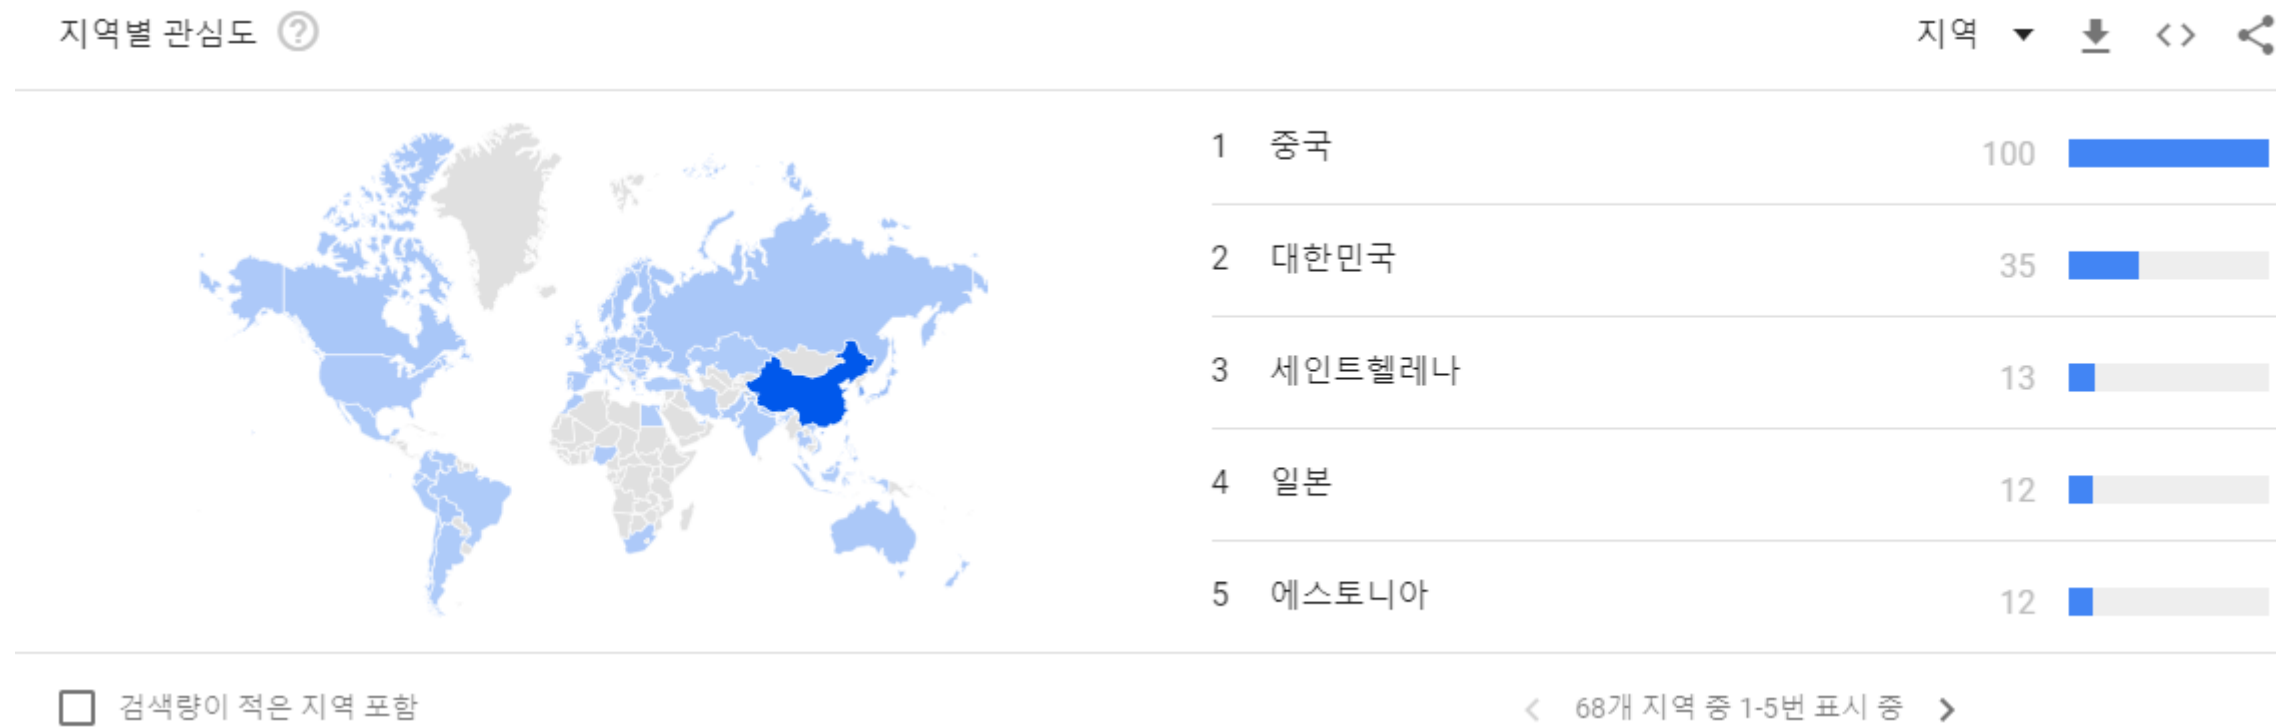 지역별 관심도 ?
지역
1 중국 100
2 대한민국 35
3 세인트헬레나 13
4 일본 12
5 에스토니아 12
검색량이 적은 지역 포함
68개 지역 중 1-5번 표시 중